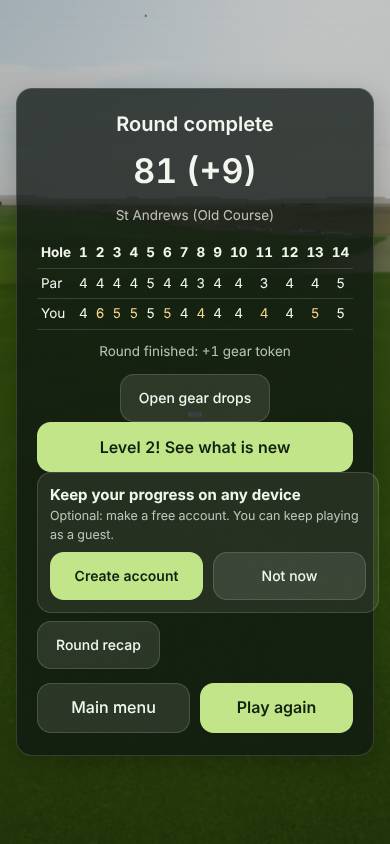 Round complete
81 (+9)
St Andrews (Old Course)
Hole 1 2 3 4 5 6 7 8 9 10 11 12 13 14
Par 4 4 4 4 5 4 4 3 4 4 3 4 4 5
You 4 6 5 5 5 5 4 4 4 4 4 4 5 5
Round finished: +1 gear token
Open gear drops
Level 2! See what is new
Keep your progress on any device
Optional: make a free account. You can keep playing
as a guest.
Create account Not now
Round recap
Main menu Play again